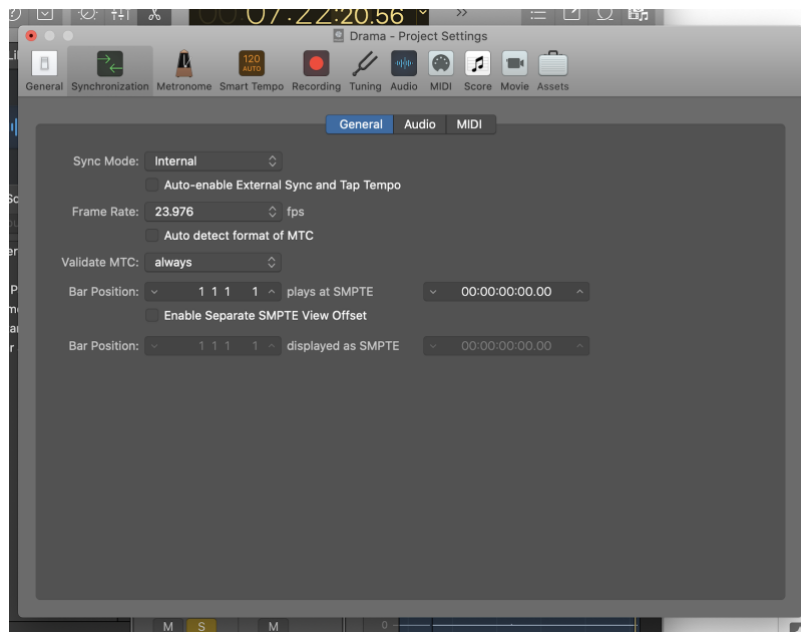 07:22:20.56
Drama - Project Settings
120
AUTO
General Synchronization Metronome Smart Tempo Recording Tuning Audio MIDI Score Movie Assets
General Audio MIDI
Sync Mode: Internal
Auto-enable External Sync and Tap Tempo
Frame Rate: 23.976 fps
Auto detect format of MTC
Validate MTC: always
Bar Position: 1 1 1 1 plays at SMPTE 00:00:00:00.00
Enable Separate SMPTE View Offset
Bar Position: 1 1 1 1 displayed as SMPTE 00:00:00:00.00
M S M 0